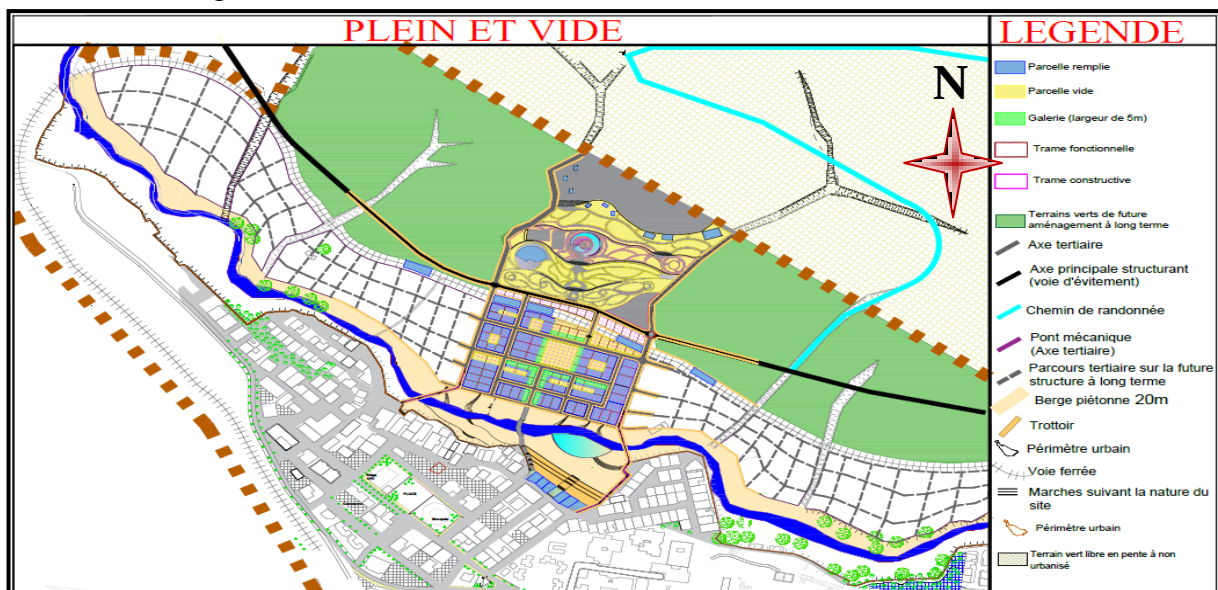 PLEIN ET VIDE
LEGENDE
N
Parcelle remplie
Parcelle vide
Galerie (largeur de 5m)
Trame fonctionnelle
Trame constructive
Terrains verts de future
aménagement à long terme
Axe tertiaire
Axe principale structurant
(voie d'évitement)
Chemin de randonnée
Pont mécanique
(Axe tertiaire)
Parcours tertiaire sur la future
structure à long terme
Berge piétonne 20m
Trottoir
Périmètre urbain
Voie ferrée
Marches suivant la nature du
site
Périmètre urbain
Terrain vert libre en pente à non
urbanisé
PLACE